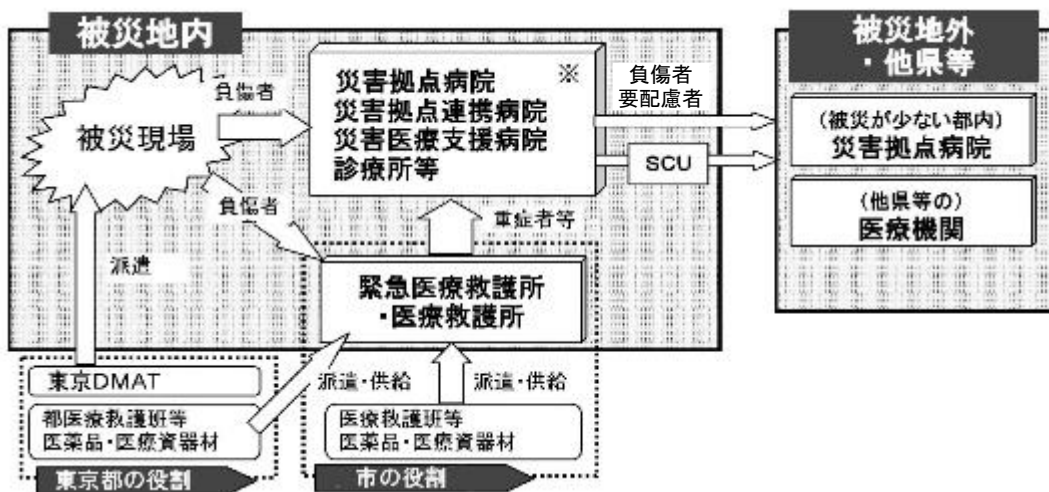 被災地内
被災地外
・他県等
負傷者
被災現場
災害拠点病院 ※
災害拠点連携病院
災害医療支援病院
診療所等
負傷者
要配慮者
SCU
(被災が少ない都内)
災害拠点病院
(他県等の)
医療機関
負傷者
重症者等
派遣
緊急医療救護所
・医療救護所
東京DMAT
都医療救護班等
医薬品・医療資器材
東京都の役割
派遣・供給
派遣・供給
医療救護班等
医薬品・医療資器材
市の役割